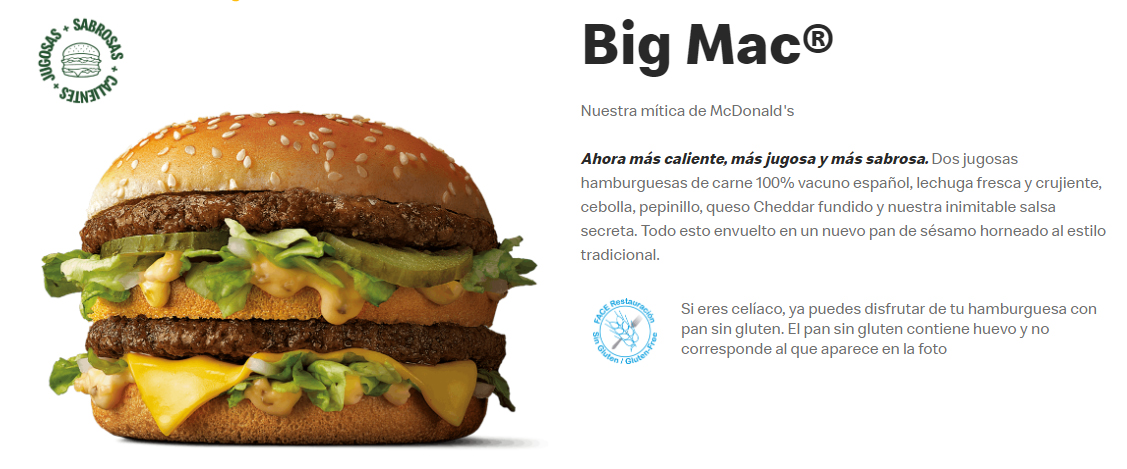 JUGOSAS + SABROSAS + CALIENTES +
Big Mac®
Nuestra mítica de McDonald's
Ahora más caliente, más jugosa y más sabrosa. Dos jugosas
hamburguesas de carne 100% vacuno español, lechuga fresca y crujiente,
cebolla, pepinillo, queso Cheddar fundido y nuestra inimitable salsa
secreta. Todo esto envuelto en un nuevo pan de sésamo horneado al estilo
tradicional.
FACE Restauración
Sin Gluten / Gluten-Free
Si eres celíaco, ya puedes disfrutar de tu hamburguesa con
pan sin gluten. El pan sin gluten contiene huevo y no
corresponde al que aparece en la foto